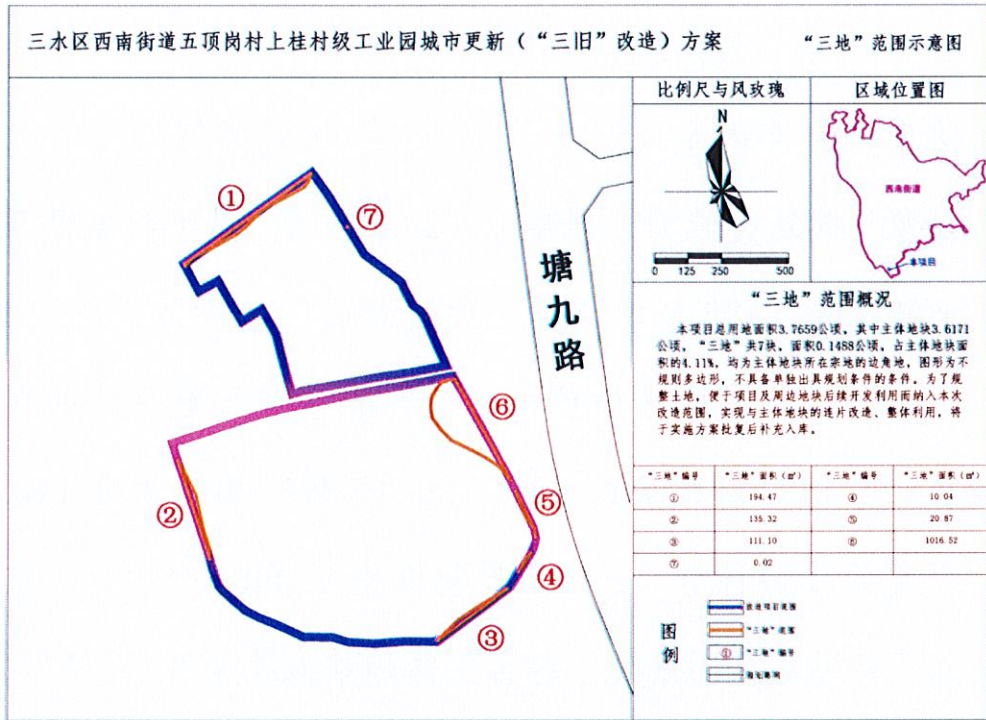 三水区西南街道五顶岗村上桂村级工业园城市更新（“三旧”改造）方案
“三地”范围示意图
比例尺与风玫瑰
区域位置图
N
0 125 250 500
西南街道
本项目
①
⑦
塘九路
⑥
②
⑤
④
③
“三地”范围概况
本项目总用地面积3.7659公顷，其中主体地块3.6171
公顷，“三地”共7块，面积0.1488公顷，占主体地块面
积的4.11%，均为主体地块所在宗地的边角地，图形为不
规则多边形，不具备单独出具规划条件的条件。为了规
整土地，便于项目及周边地块后续开发利用而纳入本次
改造范围，实现与主体地块的连片改造、整体利用，将
于实施方案批复后补充入库。
“三地”编号 “三地”面积（㎡） “三地”编号 “三地”面积（㎡）
① 194.47 ④ 10.04
② 135.32 ⑤ 20.87
③ 111.10 ⑥ 1016.52
⑦ 0.02
图例
改造项目范围
“三地”范围
① “三地”编号